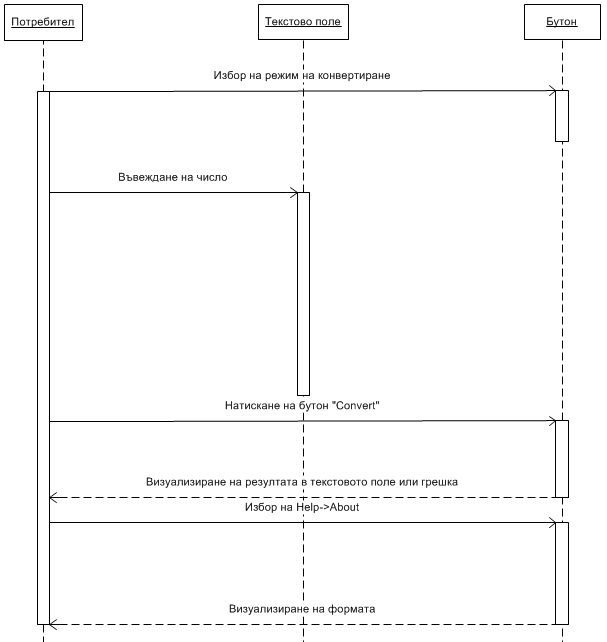 Потребител
Текстово поле
Бутон
Избор на режим на конвертиране
Въвеждане на число
Натискане на бутон "Convert"
Визуализиране на резултата в текстовото поле или грешка
Избор на Help->About
Визуализиране на формата